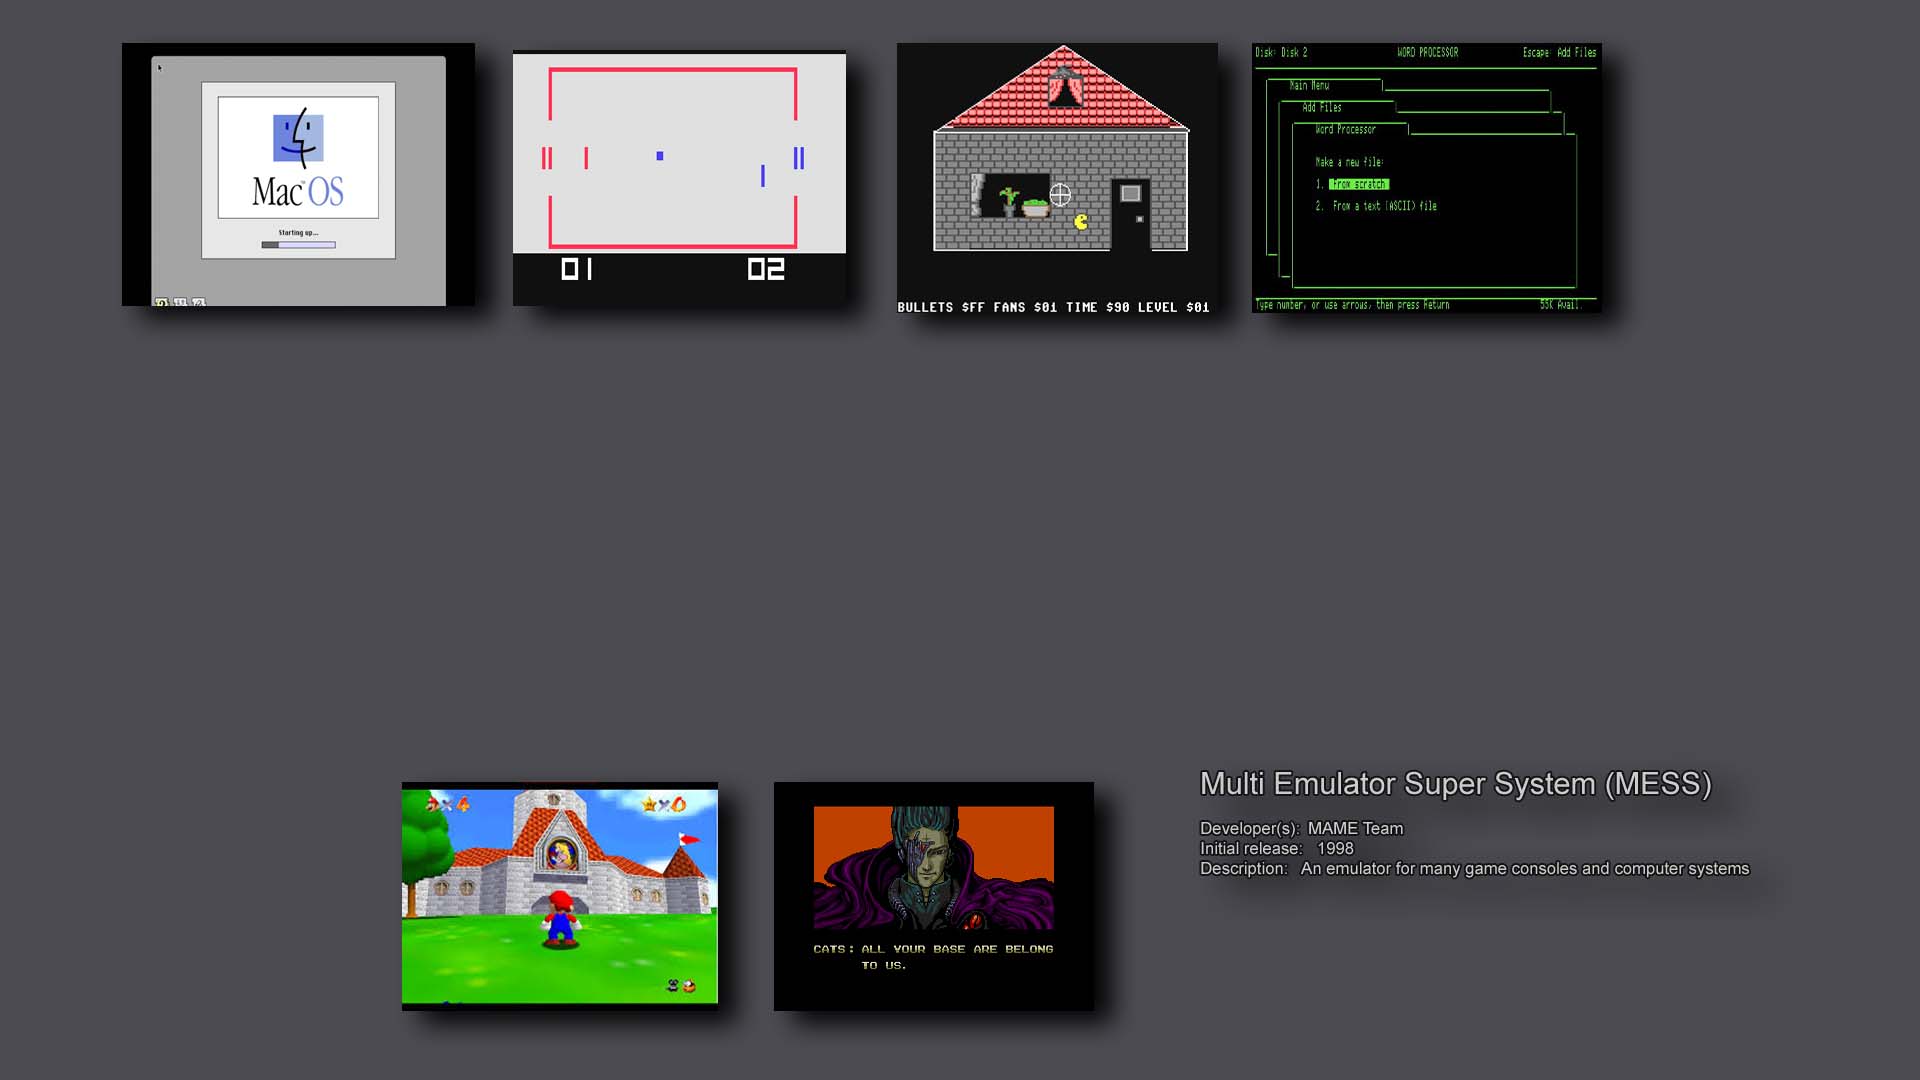 Mac™OS
Starting up...
01 02
BULLETS $FF FANS $01 TIME $90 LEVEL $01
Disk: Disk 2 WORD PROCESSOR Escape: Add Files
Main Menu
Add Files
Word Processor
Make a new file:
1. From scratch
2. From a text (ASCII) file
Type number, or use arrows, then press Return 55K Avail.
×4 ×0
CATS: ALL YOUR BASE ARE BELONG
TO US.
Multi Emulator Super System (MESS)
Developer(s): MAME Team
Initial release: 1998
Description: An emulator for many game consoles and computer systems